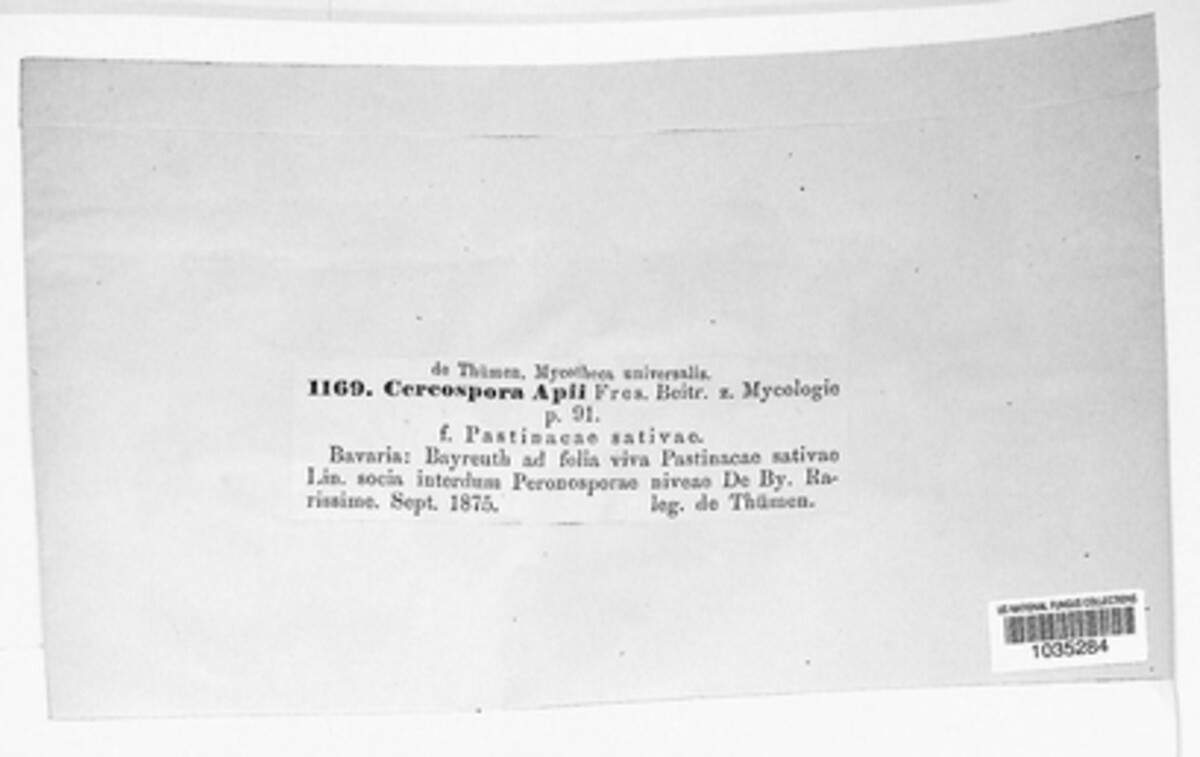 de Thümen, Mycotheca universalis.
1169. Cercospora Apii Fres. Beitr. z. Mycologie
p. 91.
f. Pastinacae sativae.
Bavaria: Bayreuth ad folia viva Pastinacae sativae
Lin. socia interdum Peronosporae niveae De By. Ra-
rissime. Sept. 1875. leg. de Thümen.
US NATIONAL FUNGUS COLLECTIONS
1035284